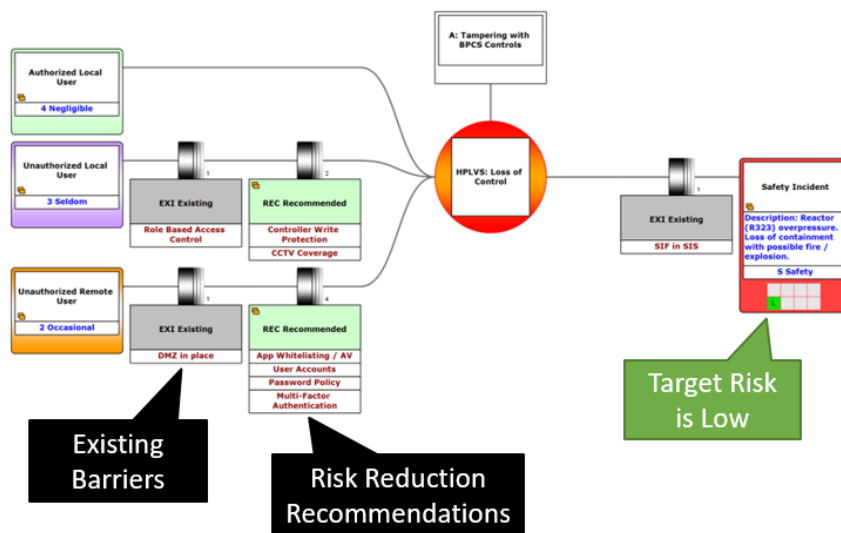 A: Tampering with
BPCS Controls
Authorized Local
User
4 Negligible
Unauthorized Local
User
3 Seldom
1
EXI Existing
Role Based Access
Control
2
REC Recommended
Controller Write
Protection
CCTV Coverage
HPLVS: Loss of
Control
1
EXI Existing
SIF in SIS
Safety Incident
Description: Reactor
(R323) overpressure.
Loss of containment
with possible fire /
explosion.
S Safety
L
Unauthorized Remote
User
2 Occasional
1
EXI Existing
DMZ in place
4
REC Recommended
App Whitelisting / AV
User Accounts
Password Policy
Multi-Factor
Authentication
Existing
Barriers
Risk Reduction
Recommendations
Target Risk
is Low